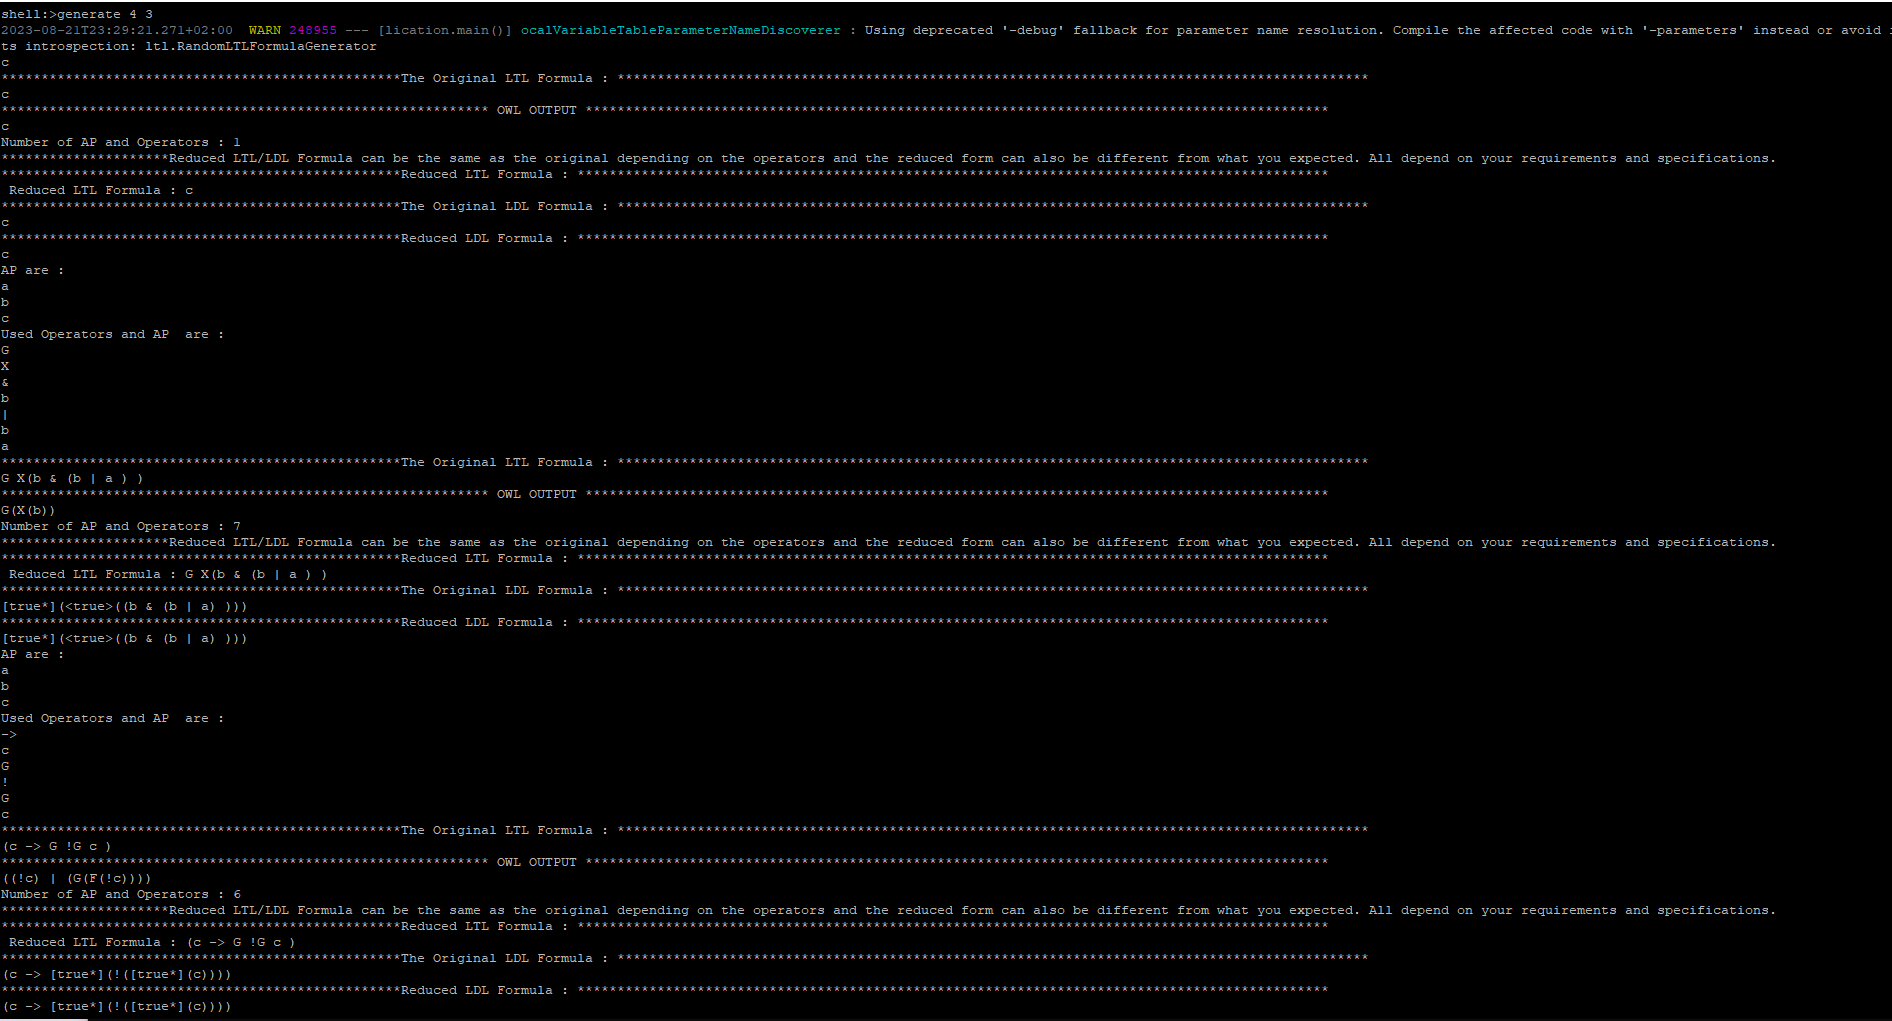 shell:>generate 4 3
2023-08-21T23:29:21.271+02:00  WARN 248955 --- [lication.main()] ocalVariableTableParameterNameDiscoverer : Using deprecated '-debug' fallback for parameter name resolution. Compile the affected code with '-parameters' instead or avoid i
ts introspection: ltl.RandomLTLFormulaGenerator
c
**************************************************The Original LTL Formula : **********************************************************************************************
c
************************************************************* OWL OUTPUT *********************************************************************************************
c
Number of AP and Operators : 1
*********************Reduced LTL/LDL Formula can be the same as the original depending on the operators and the reduced form can also be different from what you expected. All depend on your requirements and specifications.
**************************************************Reduced LTL Formula : **********************************************************************************************
 Reduced LTL Formula : c
**************************************************The Original LDL Formula : **********************************************************************************************
c
**************************************************Reduced LDL Formula : **********************************************************************************************
c
AP are :
a
b
c
Used Operators and AP  are :
G
X
&
b
|
b
a
**************************************************The Original LTL Formula : **********************************************************************************************
G X(b & (b | a ) )
************************************************************* OWL OUTPUT *********************************************************************************************
G(X(b))
Number of AP and Operators : 7
*********************Reduced LTL/LDL Formula can be the same as the original depending on the operators and the reduced form can also be different from what you expected. All depend on your requirements and specifications.
**************************************************Reduced LTL Formula : **********************************************************************************************
 Reduced LTL Formula : G X(b & (b | a ) )
**************************************************The Original LDL Formula : **********************************************************************************************
[true*](<true>((b & (b | a) )))
**************************************************Reduced LDL Formula : **********************************************************************************************
[true*](<true>((b & (b | a) )))
AP are :
a
b
c
Used Operators and AP  are :
->
c
G
!
G
c
**************************************************The Original LTL Formula : **********************************************************************************************
(c -> G !G c )
************************************************************* OWL OUTPUT *********************************************************************************************
((!c) | (G(F(!c))))
Number of AP and Operators : 6
*********************Reduced LTL/LDL Formula can be the same as the original depending on the operators and the reduced form can also be different from what you expected. All depend on your requirements and specifications.
**************************************************Reduced LTL Formula : **********************************************************************************************
 Reduced LTL Formula : (c -> G !G c )
**************************************************The Original LDL Formula : **********************************************************************************************
(c -> [true*](!([true*](c))))
**************************************************Reduced LDL Formula : **********************************************************************************************
(c -> [true*](!([true*](c))))